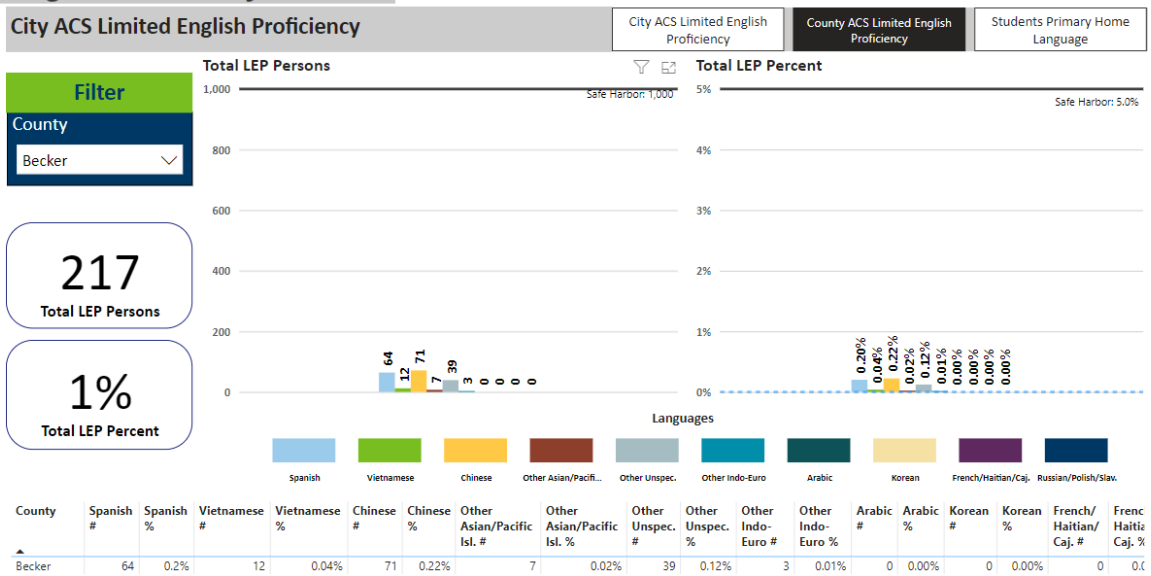 City ACS Limited English Proficiency
City ACS Limited English
Proficiency
County ACS Limited English
Proficiency
Students Primary Home
Language
Filter
County
Becker
217
Total LEP Persons
1%
Total LEP Percent
Total LEP Persons
1,000
Safe Harbor: 1,000
800
600
400
200
0
64
12
71
7
39
3
0
0
0
0
Total LEP Percent
5%
Safe Harbor: 5.0%
4%
3%
2%
1%
0%
0.20%
0.04%
0.22%
0.02%
0.12%
0.01%
0.00%
0.00%
0.00%
0.00%
Languages
Spanish
Vietnamese
Chinese
Other Asian/Pacifi...
Other Unspec.
Other Indo-Euro
Arabic
Korean
French/Haitian/Caj.
Russian/Polish/Slav.
County Spanish Spanish Vietnamese Vietnamese Chinese Chinese Other Other Other Other Other Other Arabic Arabic Korean Korean French/
# % # % # % Asian/Pacific Asian/Pacific Unspec. Unspec. Indo- Indo- # % # % Haitian/
Isl. # Isl. % # % Euro # Euro % Caj. # Caj. %
Becker 64 0.2% 12 0.04% 71 0.22% 7 0.02% 39 0.12% 3 0.01% 0 0.00% 0 0.00% 0